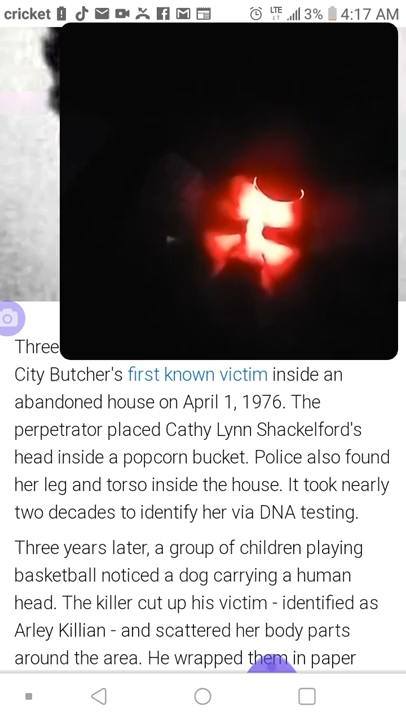 cricket LTE 3% 4:17 AM
Three
City Butcher's first known victim inside an
abandoned house on April 1, 1976. The
perpetrator placed Cathy Lynn Shackelford's
head inside a popcorn bucket. Police also found
her leg and torso inside the house. It took nearly
two decades to identify her via DNA testing.
Three years later, a group of children playing
basketball noticed a dog carrying a human
head. The killer cut up his victim - identified as
Arley Killian - and scattered her body parts
around the area. He wrapped them in paper